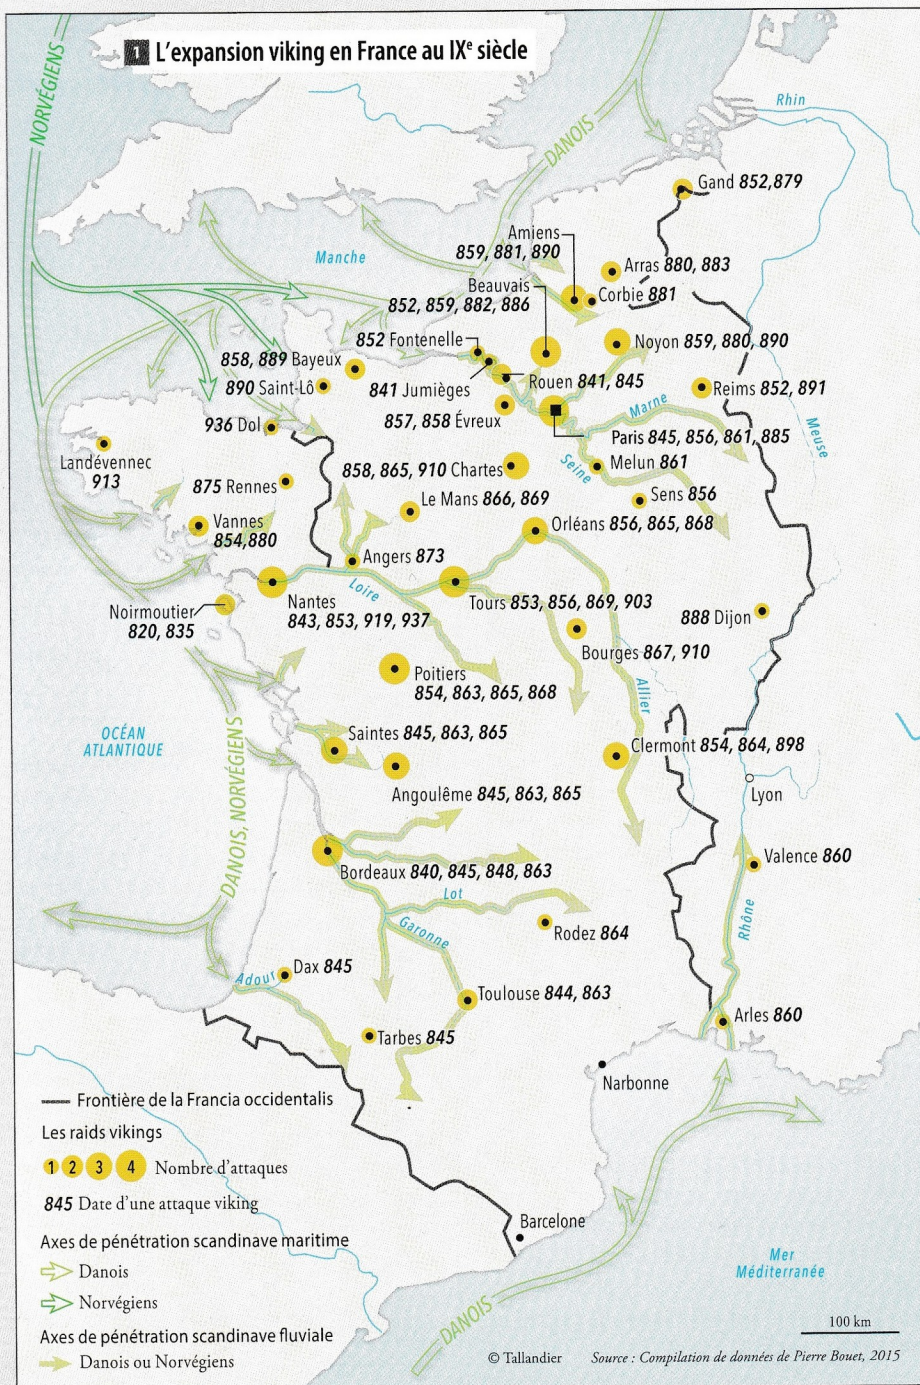 1 L'expansion viking en France au IXe siècle
NORVÉGIENS
DANOIS
Rhin
Gand 852,879
Manche
Amiens
859, 881, 890
Arras 880, 883
Beauvais
852, 859, 882, 886
Corbie 881
852 Fontenelle
Noyon 859, 880, 890
858, 889 Bayeux
890 Saint-Lô
841 Jumièges
Rouen 841, 845
Reims 852, 891
857, 858 Évreux
Marne
Meuse
936 Dol
Paris 845, 856, 861, 885
Landévennec
913
858, 865, 910 Chartes
Seine
Melun 861
875 Rennes
Le Mans 866, 869
Sens 856
Vannes
854,880
Orléans 856, 865, 868
Angers 873
Loire
Noirmoutier
820, 835
Nantes
843, 853, 919, 937
Tours 853, 856, 869, 903
888 Dijon
Bourges 867, 910
Poitiers
854, 863, 865, 868
Allier
OCÉAN
ATLANTIQUE
DANOIS, NORVÉGIENS
Saintes 845, 863, 865
Clermont 854, 864, 898
Angoulême 845, 863, 865
Lyon
Bordeaux 840, 845, 848, 863
Valence 860
Lot
Garonne
Rodez 864
Rhône
Adour
Dax 845
Toulouse 844, 863
Arles 860
Tarbes 845
Narbonne
Frontière de la Francia occidentalis
Les raids vikings
1 2 3 4 Nombre d'attaques
845 Date d'une attaque viking
Axes de pénétration scandinave maritime
Danois
Norvégiens
Axes de pénétration scandinave fluviale
Danois ou Norvégiens
Barcelone
Mer
Méditerranée
DANOIS
100 km
© Tallandier
Source : Compilation de données de Pierre Bouet, 2015